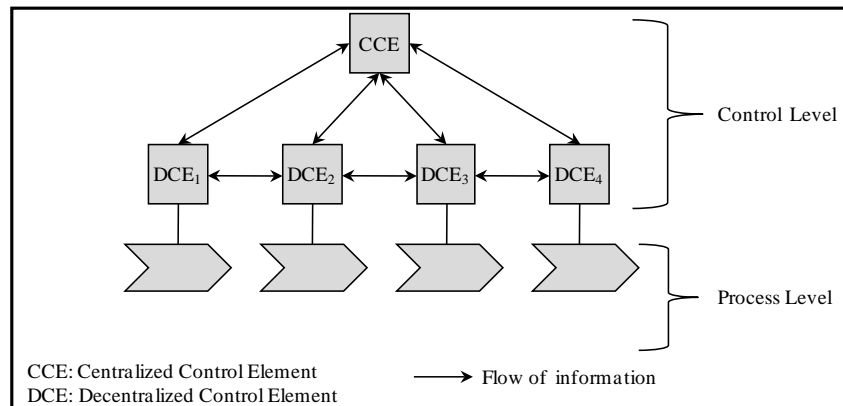 CCE
Control Level
DCE₁
DCE₂
DCE₃
DCE₄
Process Level
CCE: Centralized Control Element
Flow of information
DCE: Decentralized Control Element